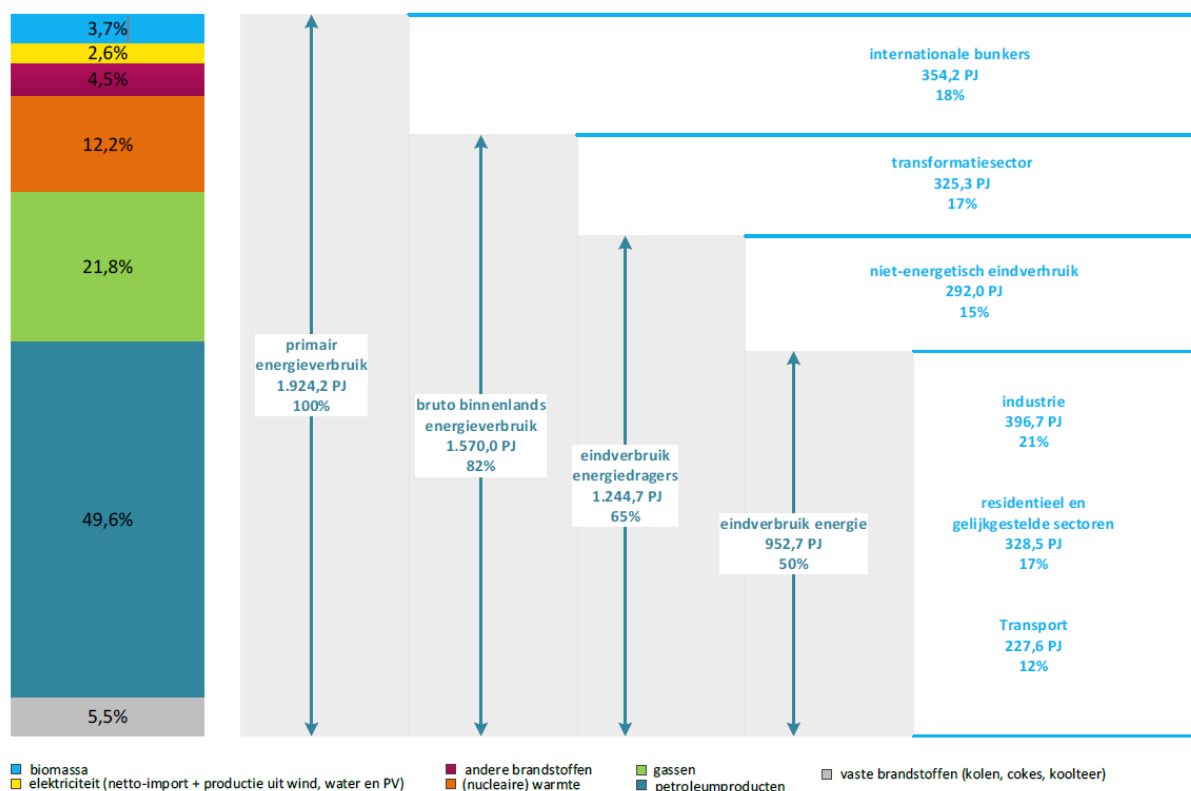 3,7%
2,6%
4,5%
12,2%
21,8%
49,6%
5,5%
primair
energieverbruik
1.924,2 PJ
100%
bruto binnenlands
energieverbruik
1.570,0 PJ
82%
eindverbruik
energiedragers
1.244,7 PJ
65%
eindverbruik energie
952,7 PJ
50%
internationale bunkers
354,2 PJ
18%
transformatiesector
325,3 PJ
17%
niet-energetisch eindverhruik
292,0 PJ
15%
industrie
396,7 PJ
21%
residentieel en
gelijkgestelde sectoren
328,5 PJ
17%
Transport
227,6 PJ
12%
biomassa
elektriciteit (netto-import + productie uit wind, water en PV)
andere brandstoffen
(nucleaire) warmte
gassen
petroleumproducten
vaste brandstoffen (kolen, cokes, koolteer)